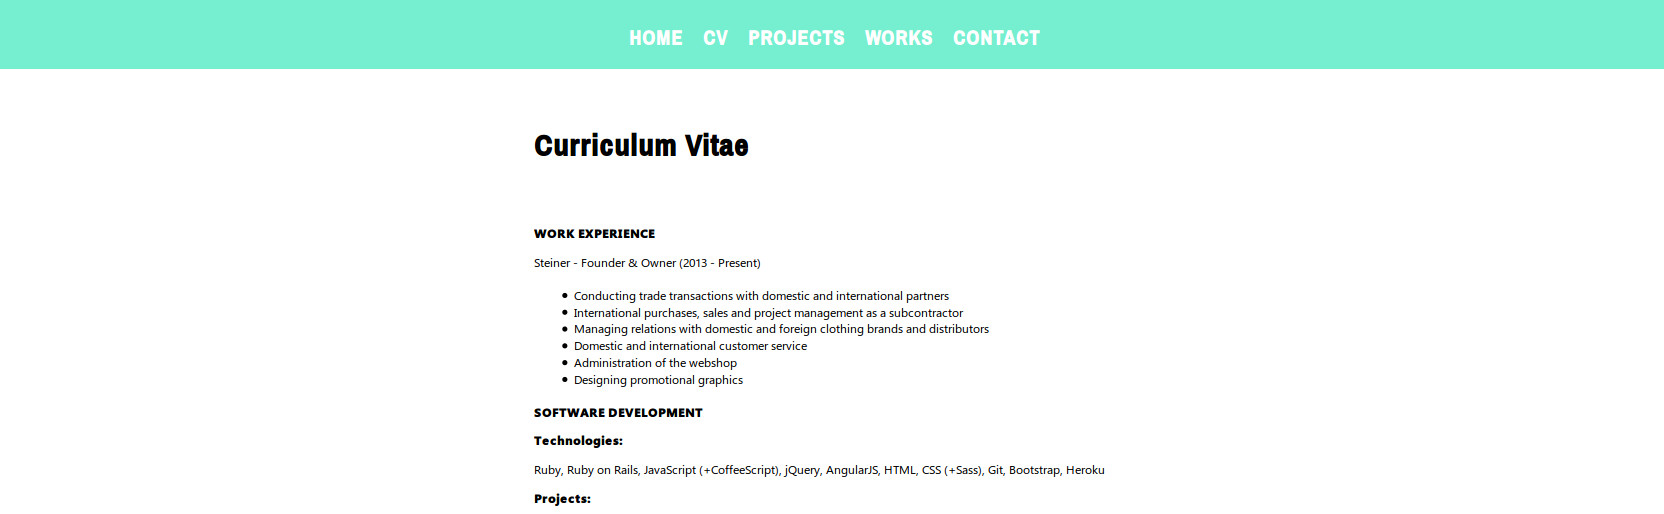 HOME CV PROJECTS WORKS CONTACT
Curriculum Vitae
WORK EXPERIENCE
Steiner - Founder & Owner (2013 - Present)
• Conducting trade transactions with domestic and international partners
• International purchases, sales and project management as a subcontractor
• Managing relations with domestic and foreign clothing brands and distributors
• Domestic and international customer service
• Administration of the webshop
• Designing promotional graphics
SOFTWARE DEVELOPMENT
Technologies:
Ruby, Ruby on Rails, JavaScript (+CoffeeScript), jQuery, AngularJS, HTML, CSS (+Sass), Git, Bootstrap, Heroku
Projects: